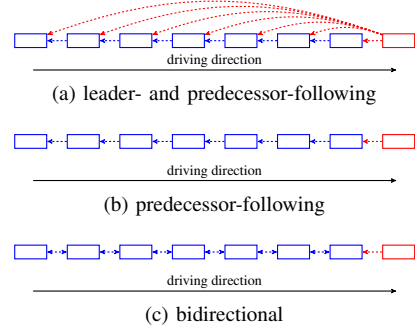 driving direction
(a) leader- and predecessor-following
driving direction
(b) predecessor-following
driving direction
(c) bidirectional